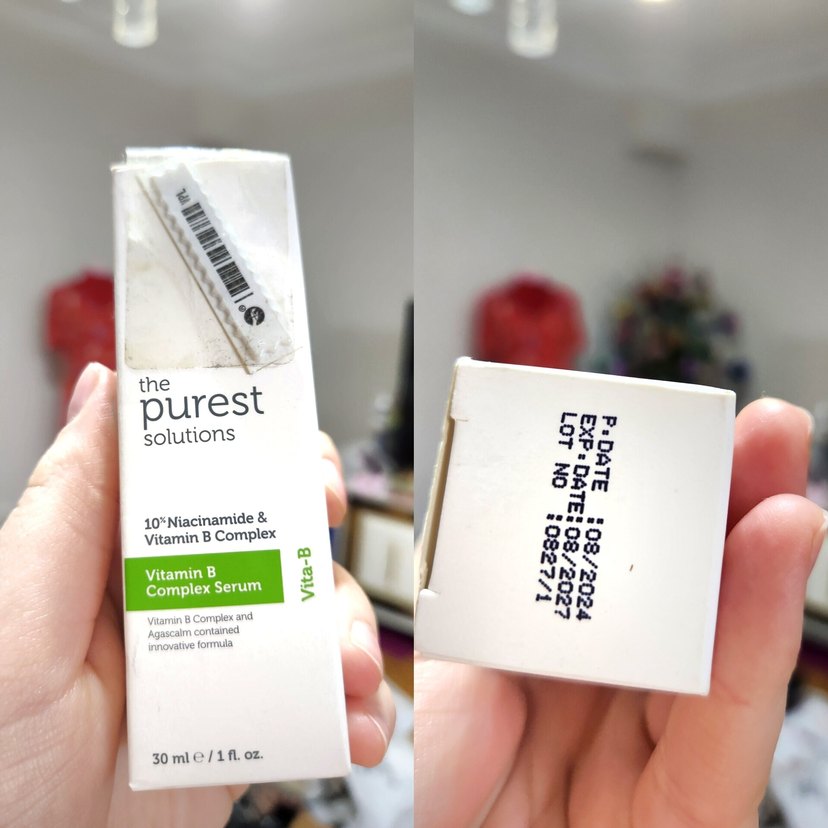 the
purest
solutions
10% Niacinamide &
Vitamin B Complex
Vitamin B
Complex Serum
Vita-B
Vitamin B Complex and
Agascalm contained
innovative formula
30 ml ℮ / 1 fl. oz.
P.DATE :08/2024
EXP.DATE:08/2027
LOT NO :0827/1